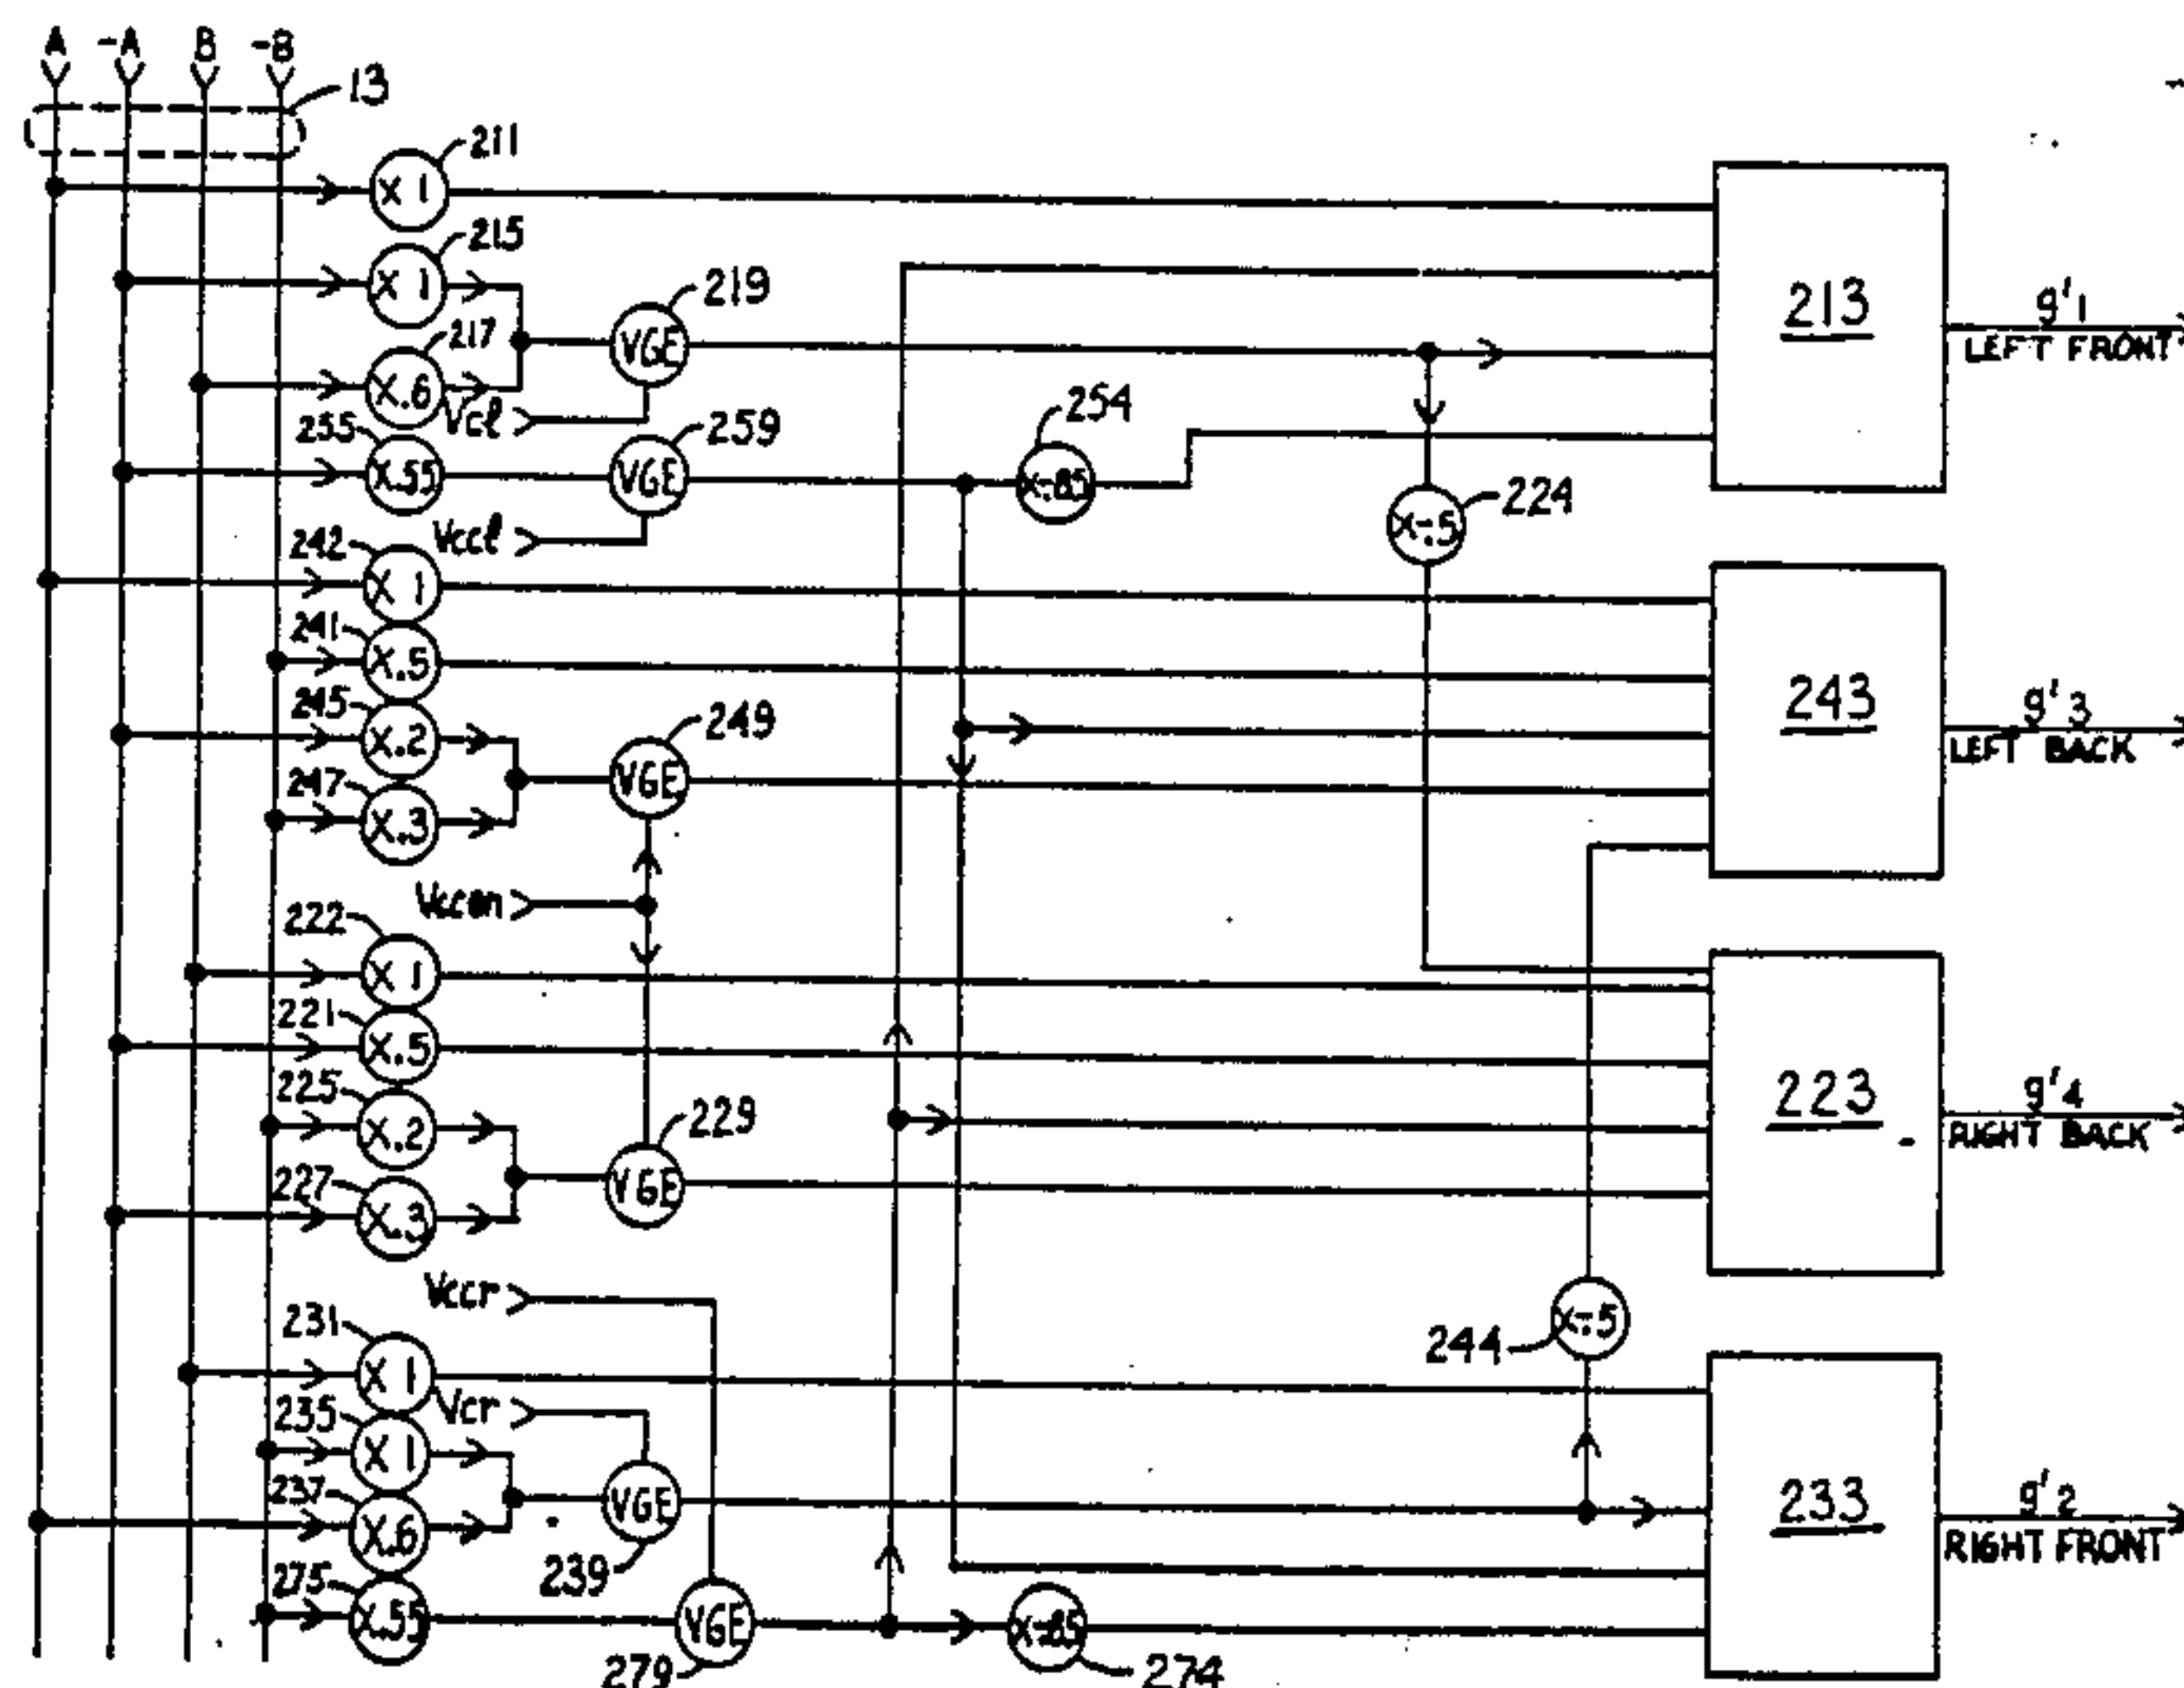 A -A B -B
13
211
X 1
215
X 1
219
VGE
213
g'1
LEFT FRONT
217
X.6
Vcl
255
X.55
259
VGE
254
X-.85
Vccl
224
X-.5
242
X 1
241
X.5
245
X.2
249
VGE
243
g'3
LEFT BACK
247
X.3
Vccon
222
X 1
221
X.5
225
X.2
229
VGE
223
g'4
RIGHT BACK
227
X.3
Vccr
231
X 1
244
X-.5
Vcr
235
X 1
237
X.6
VGE
239
233
g'2
RIGHT FRONT
275
X.55
VGE
279
X-.85
274